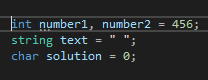 int number1, number2 = 456;
string text = " ";
char solution = 0;